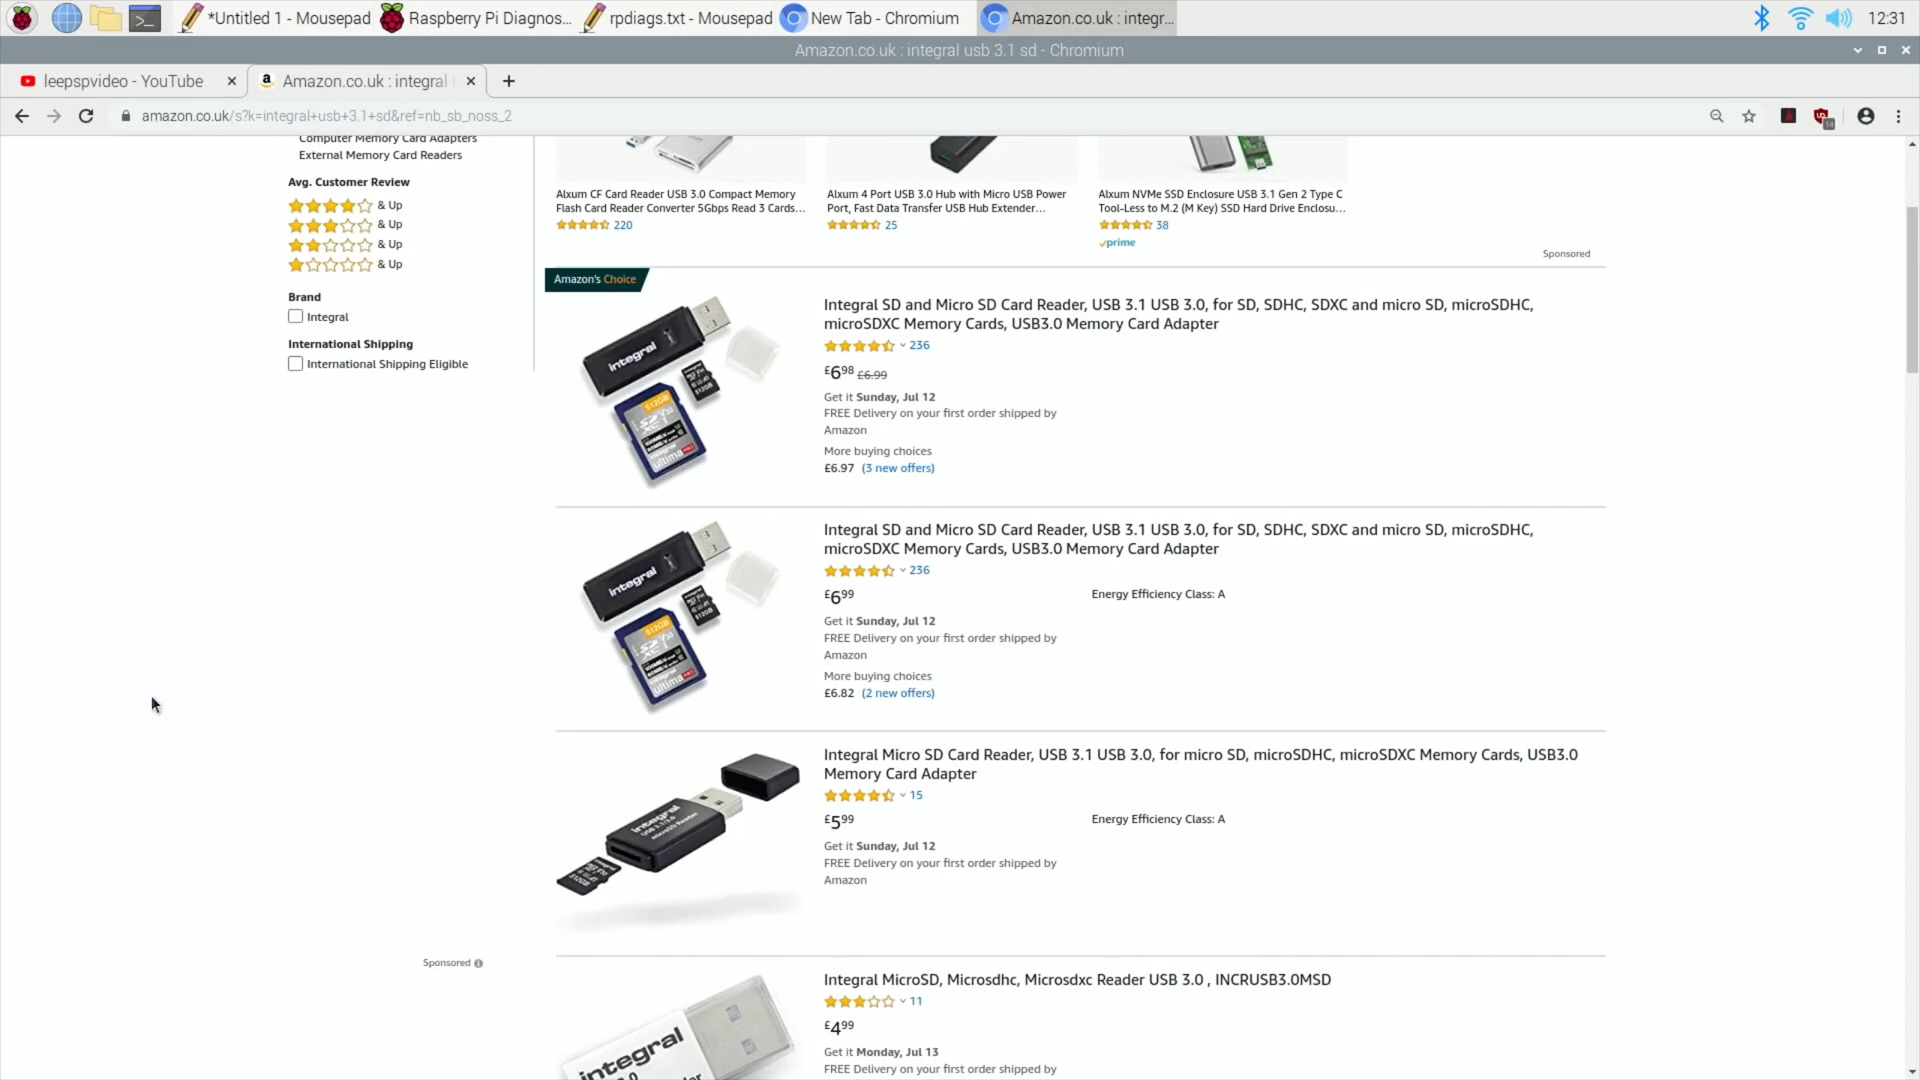 *Untitled 1 - Mousepad
Raspberry Pi Diagnos...
rpdiags.txt - Mousepad
New Tab - Chromium
Amazon.co.uk : integr...
12:31
Amazon.co.uk : integral usb 3.1 sd - Chromium
leepspvideo - YouTube
Amazon.co.uk : integral
amazon.co.uk/s?k=integral+usb+3.1+sd&ref=nb_sb_noss_2
Computer Memory Card Adapters
External Memory Card Readers
Avg. Customer Review
& Up
& Up
& Up
& Up
Brand
Integral
International Shipping
International Shipping Eligible
Alxum CF Card Reader USB 3.0 Compact Memory
Flash Card Reader Converter 5Gbps Read 3 Cards...
220
Alxum 4 Port USB 3.0 Hub with Micro USB Power
Port, Fast Data Transfer USB Hub Extender...
25
Alxum NVMe SSD Enclosure USB 3.1 Gen 2 Type C
Tool-Less to M.2 (M Key) SSD Hard Drive Enclosu...
38
prime
Sponsored
Amazon's Choice
integral
512GB
ultima
Integral SD and Micro SD Card Reader, USB 3.1 USB 3.0, for SD, SDHC, SDXC and micro SD, microSDHC,
microSDXC Memory Cards, USB3.0 Memory Card Adapter
236
£698 £6.99
Get it Sunday, Jul 12
FREE Delivery on your first order shipped by
Amazon
More buying choices
£6.97 (3 new offers)
integral
512GB
ultima
Integral SD and Micro SD Card Reader, USB 3.1 USB 3.0, for SD, SDHC, SDXC and micro SD, microSDHC,
microSDXC Memory Cards, USB3.0 Memory Card Adapter
236
£699
Energy Efficiency Class: A
Get it Sunday, Jul 12
FREE Delivery on your first order shipped by
Amazon
More buying choices
£6.82 (2 new offers)
integral
Integral Micro SD Card Reader, USB 3.1 USB 3.0, for micro SD, microSDHC, microSDXC Memory Cards, USB3.0
Memory Card Adapter
15
£599
Energy Efficiency Class: A
Get it Sunday, Jul 12
FREE Delivery on your first order shipped by
Amazon
Sponsored
integral
Integral MicroSD, Microsdhc, Microsdxc Reader USB 3.0 , INCRUSB3.0MSD
11
£499
Get it Monday, Jul 13
FREE Delivery on your first order shipped by